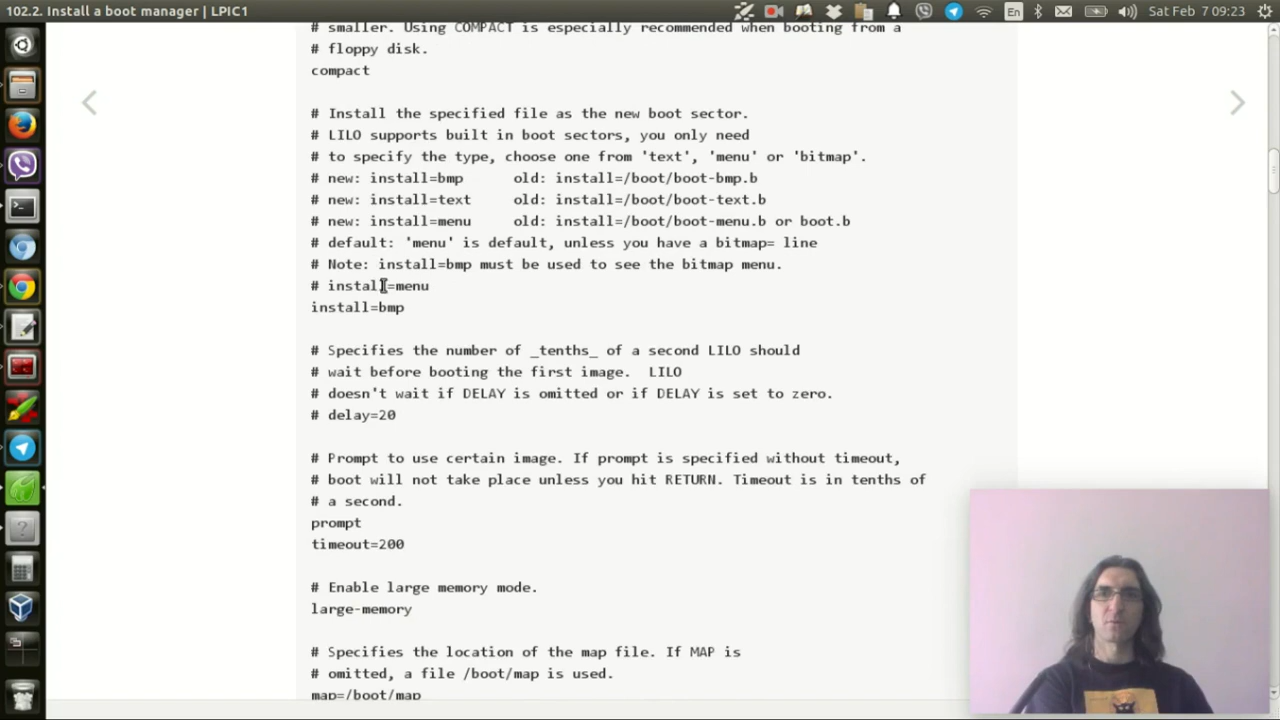 102.2. Install a boot manager | LPIC1
En
Sat Feb 7 09:23
# smaller. Using COMPACT is especially recommended when booting from a
# floppy disk.
compact
# Install the specified file as the new boot sector.
# LILO supports built in boot sectors, you only need
# to specify the type, choose one from 'text', 'menu' or 'bitmap'.
# new: install=bmp old: install=/boot/boot-bmp.b
# new: install=text old: install=/boot/boot-text.b
# new: install=menu old: install=/boot/boot-menu.b or boot.b
# default: 'menu' is default, unless you have a bitmap= line
# Note: install=bmp must be used to see the bitmap menu.
# install=menu
install=bmp
# Specifies the number of _tenths_ of a second LILO should
# wait before booting the first image. LILO
# doesn't wait if DELAY is omitted or if DELAY is set to zero.
# delay=20
# Prompt to use certain image. If prompt is specified without timeout,
# boot will not take place unless you hit RETURN. Timeout is in tenths of
# a second.
prompt
timeout=200
# Enable large memory mode.
large-memory
# Specifies the location of the map file. If MAP is
# omitted, a file /boot/map is used.
map=/boot/map